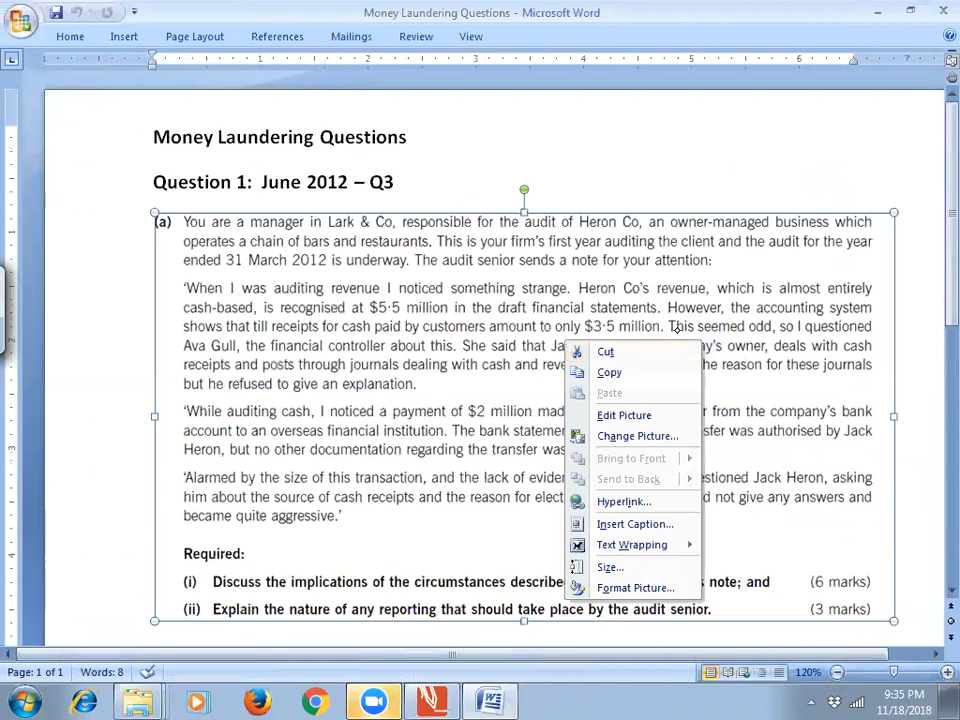 Money Laundering Questions - Microsoft Word
Home Insert Page Layout References Mailings Review View
1 1 2 3 4 5 6 7
Money Laundering Questions
Question 1: June 2012 – Q3
(a) You are a manager in Lark & Co, responsible for the audit of Heron Co, an owner-managed business which
operates a chain of bars and restaurants. This is your firm's first year auditing the client and the audit for the year
ended 31 March 2012 is underway. The audit senior sends a note for your attention:
'When I was auditing revenue I noticed something strange. Heron Co's revenue, which is almost entirely
cash-based, is recognised at $5·5 million in the draft financial statements. However, the accounting system
shows that till receipts for cash paid by customers amount to only $3·5 million. This seemed odd, so I questioned
Ava Gull, the financial controller about this. She said that Ja y's owner, deals with cash
receipts and posts through journals dealing with cash and reve he reason for these journals
but he refused to give an explanation.
'While auditing cash, I noticed a payment of $2 million mad r from the company's bank
account to an overseas financial institution. The bank statemen sfer was authorised by Jack
Heron, but no other documentation regarding the transfer was
'Alarmed by the size of this transaction, and the lack of eviden estioned Jack Heron, asking
him about the source of cash receipts and the reason for elect d not give any answers and
became quite aggressive.'
Required:
(i) Discuss the implications of the circumstances describe s note; and (6 marks)
(ii) Explain the nature of any reporting that should take place by the audit senior. (3 marks)
Cut
Copy
Paste
Edit Picture
Change Picture...
Bring to Front
Send to Back
Hyperlink...
Insert Caption...
Text Wrapping
Size...
Format Picture...
Page: 1 of 1 Words: 8 120%
9:35 PM
11/18/2018